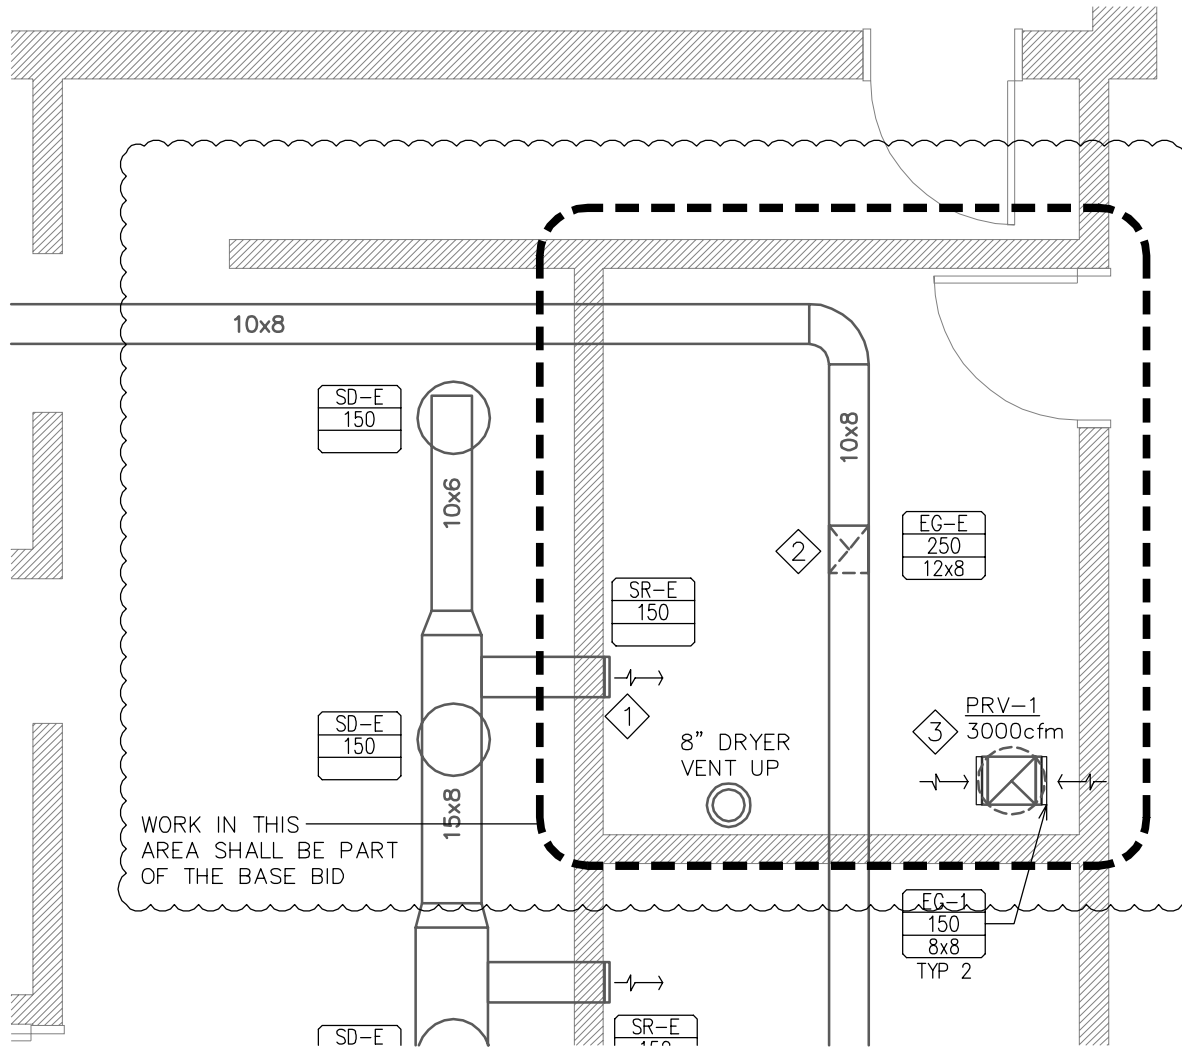 10x8
SD-E
150
10x6
10x8
2
EG-E
250
12x8
SR-E
150
1
SD-E
150
15x8
8" DRYER
VENT UP
3
PRV-1
3000cfm
WORK IN THIS
AREA SHALL BE PART
OF THE BASE BID
EG-1
150
8x8
TYP 2
SD-E
SR-E
150